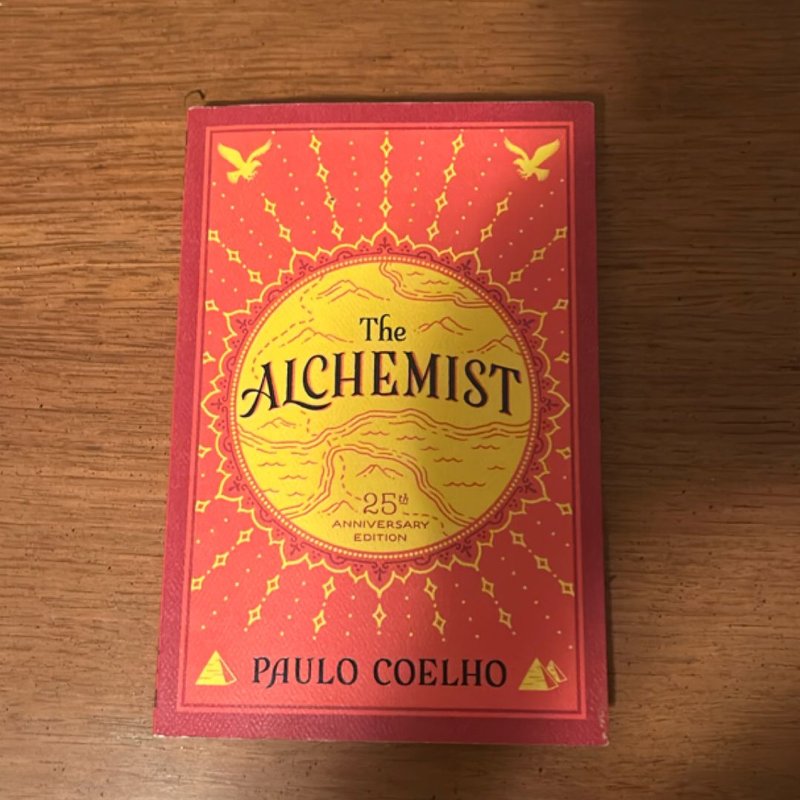 The
ALCHEMIST
25th
ANNIVERSARY
EDITION
PAULO COELHO